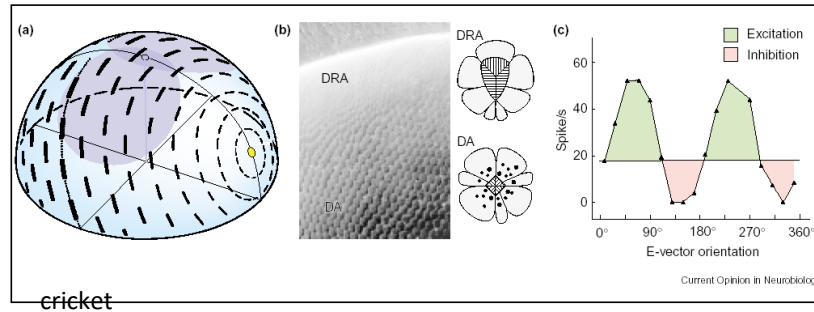 (a)
(b)
DRA
DA
DRA
DA
(c)
Excitation
Inhibition
Spike/s
60
40
20
0
0° 90° 180° 270° 360°
E-vector orientation
Current Opinion in Neurobiolog
cricket